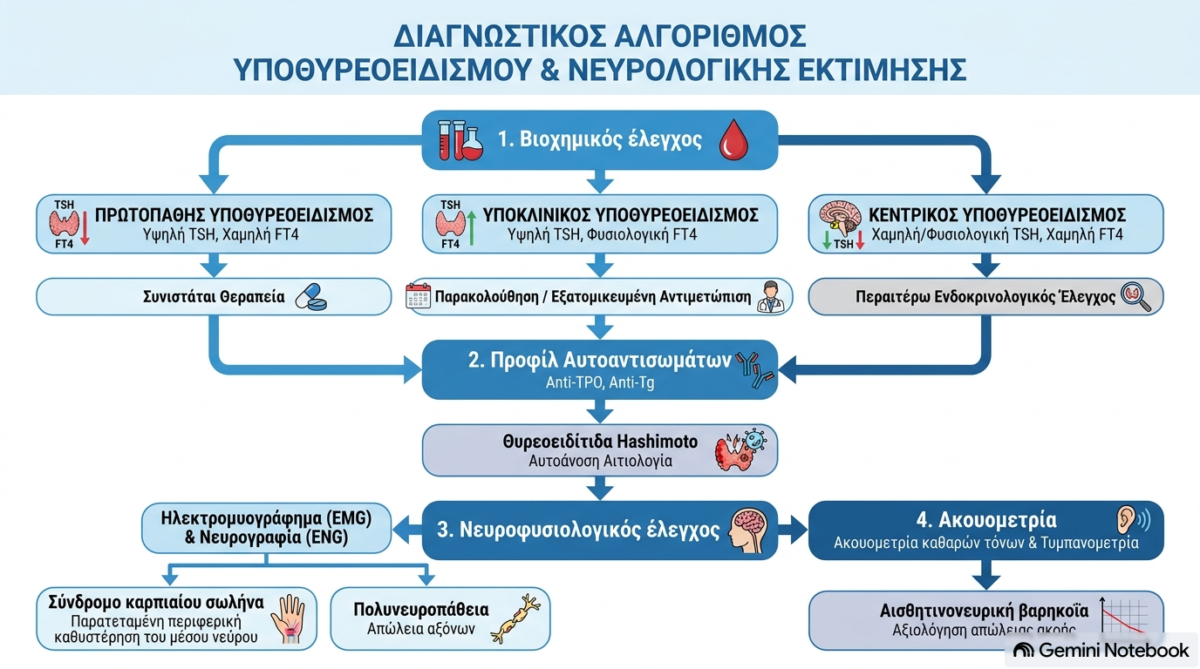 ΔΙΑΓΝΩΣΤΙΚΟΣ ΑΛΓΟΡΙΘΜΟΣ
ΥΠΟΘΥΡΕΟΕΙΔΙΣΜΟΥ & ΝΕΥΡΟΛΟΓΙΚΗΣ ΕΚΤΙΜΗΣΗΣ
1. Βιοχημικός έλεγχος
TSH
FT4
ΠΡΩΤΟΠΑΘΗΣ ΥΠΟΘΥΡΕΟΕΙΔΙΣΜΟΣ
Υψηλή TSH, Χαμηλή FT4
TSH
FT4
ΥΠΟΚΛΙΝΙΚΟΣ ΥΠΟΘΥΡΕΟΕΙΔΙΣΜΟΣ
Υψηλή TSH, Φυσιολογική FT4
TSH
ΚΕΝΤΡΙΚΟΣ ΥΠΟΘΥΡΕΟΕΙΔΙΣΜΟΣ
Χαμηλή/Φυσιολογική TSH, Χαμηλή FT4
Συνιστάται Θεραπεία
Παρακολούθηση / Εξατομικευμένη Αντιμετώπιση
Περαιτέρω Ενδοκρινολογικός Έλεγχος
2. Προφίλ Αυτοαντισωμάτων
Anti-TPO, Anti-Tg
Θυρεοειδίτιδα Hashimoto
Αυτοάνοση Αιτιολογία
Ηλεκτρομυογράφημα (EMG)
& Νευρογραφία (ENG)
3. Νευροφυσιολογικός έλεγχος
4. Ακουομετρία
Ακουομετρία καθαρών τόνων & Τυμπανομετρία
Σύνδρομο καρπιαίου σωλήνα
Παρατεταμένη περιφερική
καθυστέρηση του μέσου νεύρου
Πολυνευροπάθεια
Απώλεια αξόνων
Αισθητινονευρική βαρηκοΐα
Αξιολόγηση απώλειας ακοής
Gemini Notebook